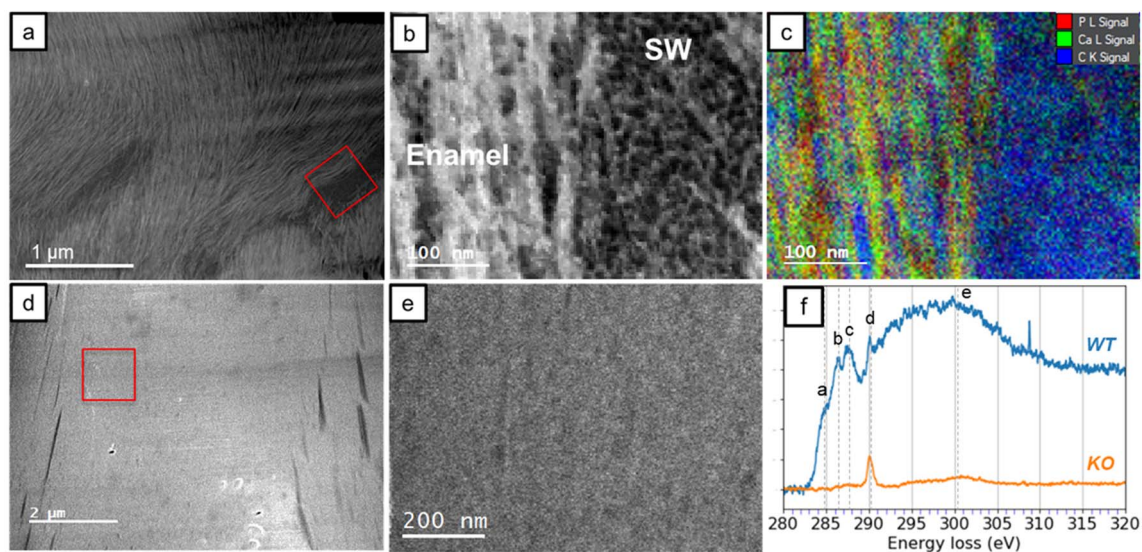 a
1 µm
b
SW
Enamel
100 nm
c
P L Signal
Ca L Signal
C K Signal
100 nm
d
2 µm
e
200 nm
f
a
b
c
d
e
WT
KO
280 285 290 295 300 305 310 315 320
Energy loss (eV)